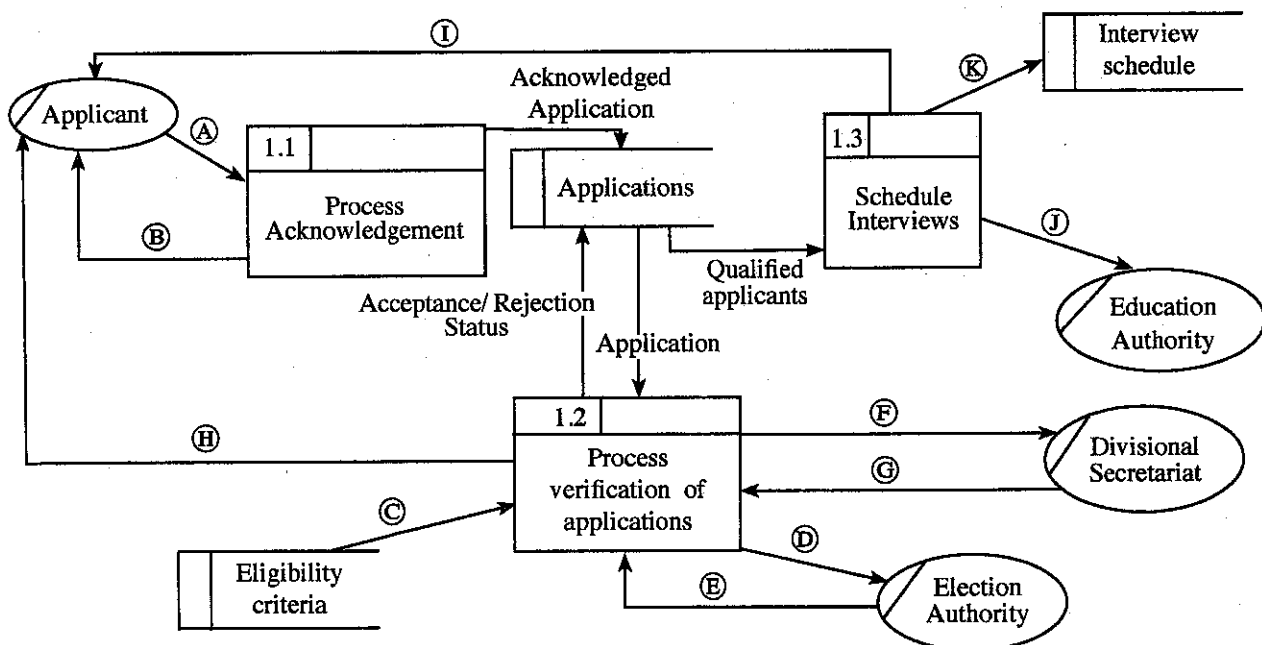 Ⓘ
Interview
schedule
Ⓚ
Acknowledged
Application
Applicant
Ⓐ
1.1
Process
Acknowledgement
Ⓑ
Applications
1.3
Schedule
Interviews
Ⓙ
Qualified
applicants
Education
Authority
Acceptance/ Rejection
Status
Application
1.2
Process
verification of
applications
Ⓕ
Divisional
Secretariat
Ⓖ
Ⓗ
Ⓒ
Eligibility
criteria
Ⓓ
Ⓔ
Election
Authority